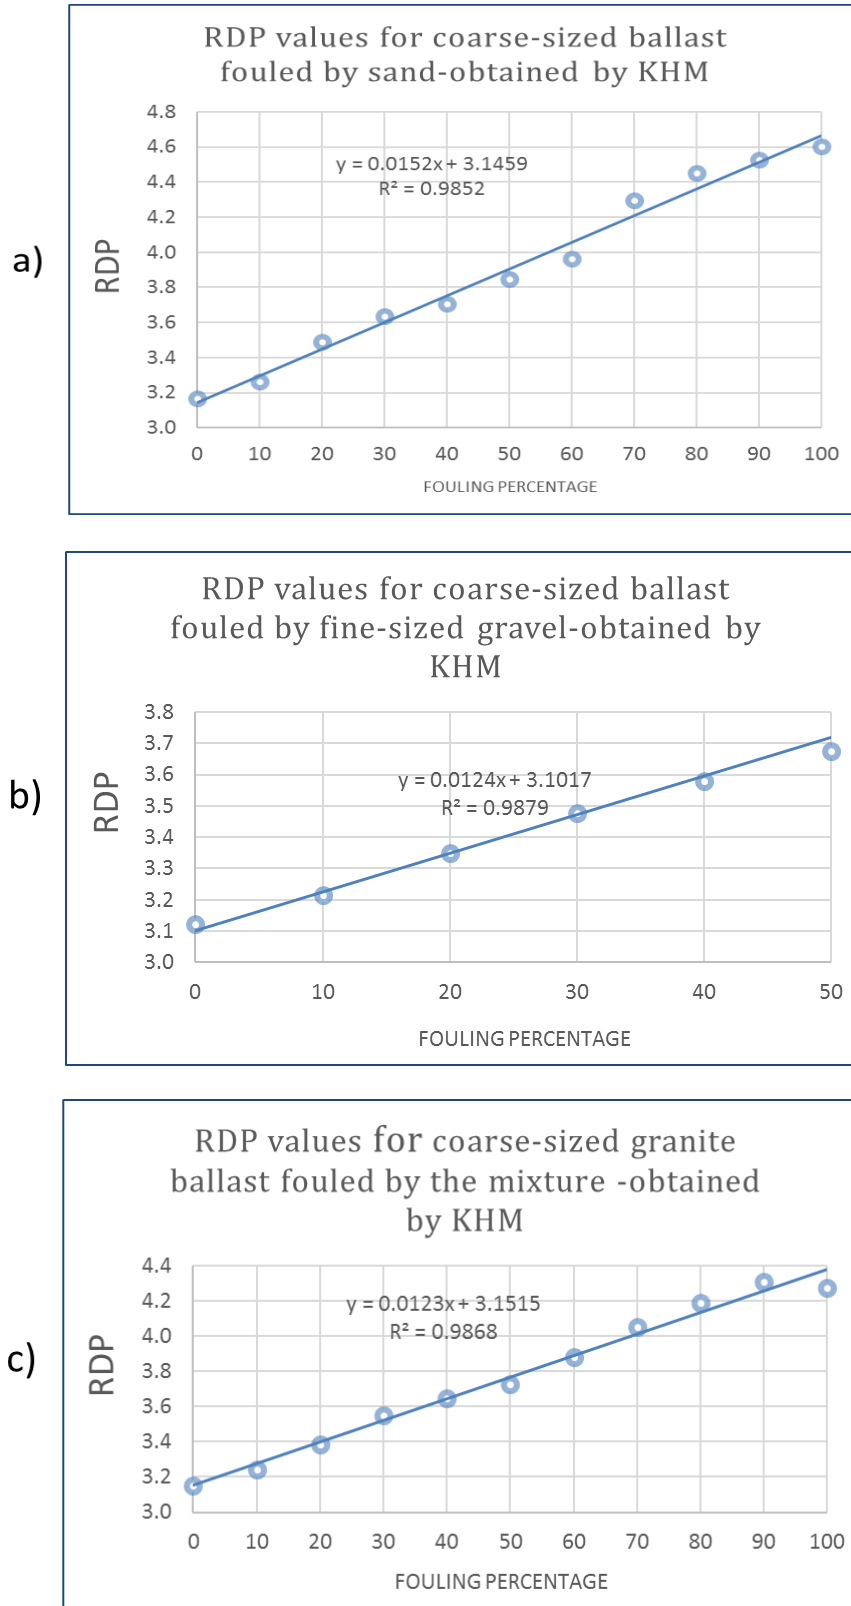 RDP values for coarse-sized ballast
fouled by sand-obtained by KHM
4.8
4.6
4.4
4.2
4.0
3.8
3.6
3.4
3.2
3.0
y = 0.0152x + 3.1459
R² = 0.9852
a)
RDP
0 10 20 30 40 50 60 70 80 90 100
FOULING PERCENTAGE
RDP values for coarse-sized ballast
fouled by fine-sized gravel-obtained by
KHM
3.8
3.7
3.6
3.5
3.4
3.3
3.2
3.1
3.0
y = 0.0124x + 3.1017
R² = 0.9879
b)
RDP
0 10 20 30 40 50
FOULING PERCENTAGE
RDP values for coarse-sized granite
ballast fouled by the mixture -obtained
by KHM
4.4
4.2
4.0
3.8
3.6
3.4
3.2
3.0
y = 0.0123x + 3.1515
R² = 0.9868
c)
RDP
0 10 20 30 40 50 60 70 80 90 100
FOULING PERCENTAGE